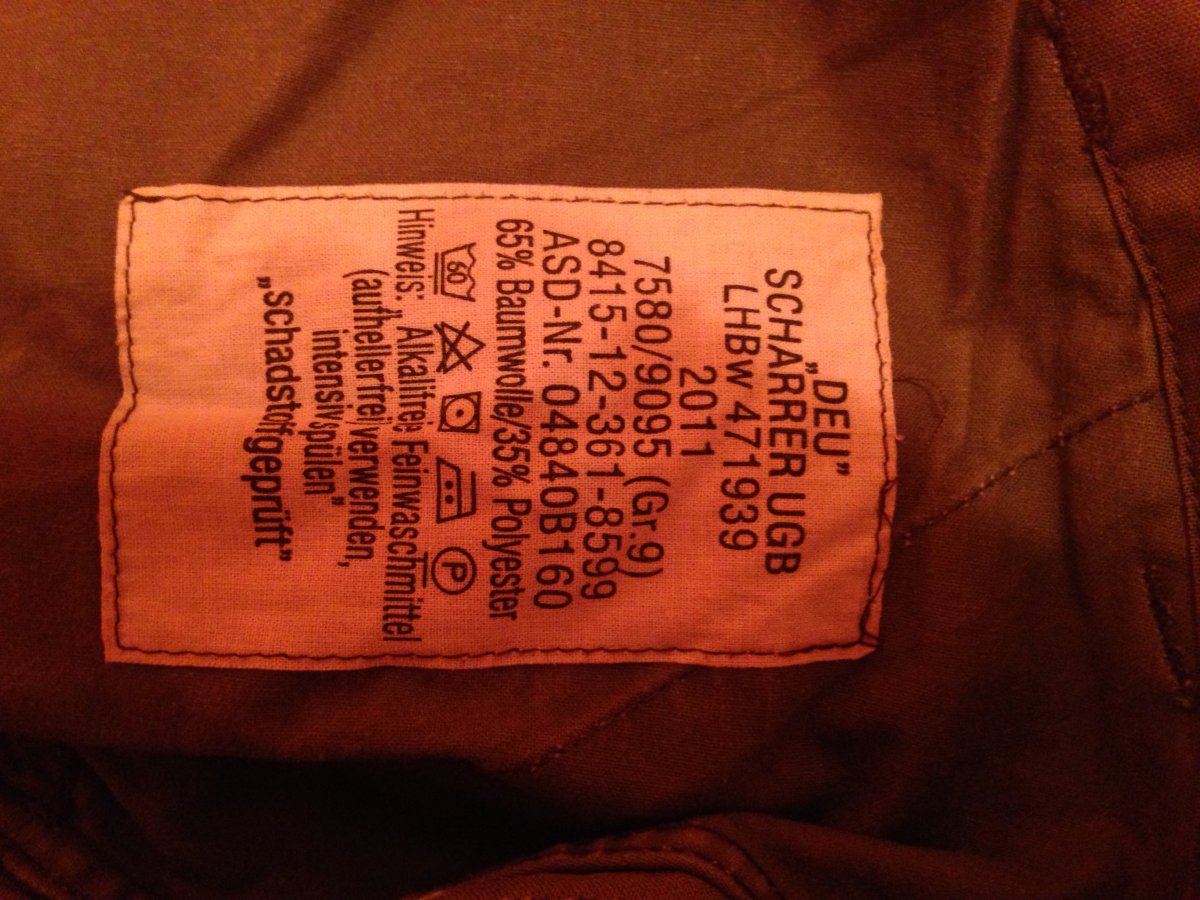 „DEU”
SCHARRER UGB
LHBw 471939
2011
7580/9095 (Gr.9)
8415-12-361-8599
ASD-Nr. 04840B160
65% Baumwolle/35% Polyester
60 P
Hinweis: Alkalifreie Feinwaschmittel
(aufhellerfrei) verwenden,
intensiv spülen”
„schadstoffgeprüft”